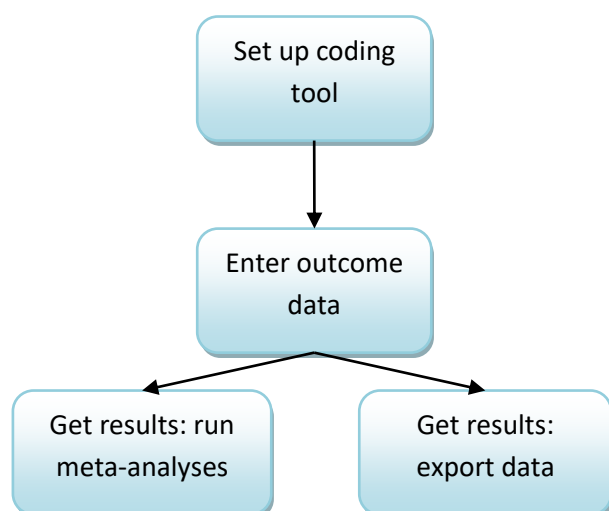 Set up coding
tool
Enter outcome
data
Get results: run
meta-analyses
Get results:
export data